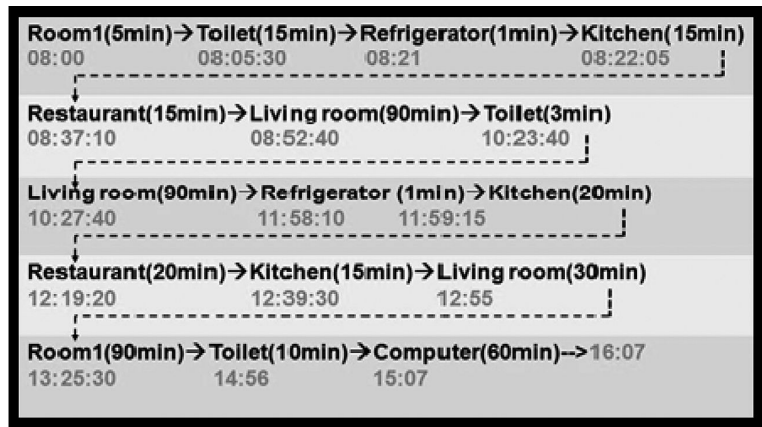 Room1(5min)→Toilet(15min)→Refrigerator(1min)→Kitchen(15min)
08:00 08:05:30 08:21 08:22:05
Restaurant(15min)→Living room(90min)→Toilet(3min)
08:37:10 08:52:40 10:23:40
Living room(90min)→Refrigerator (1min)→Kitchen(20min)
10:27:40 11:58:10 11:59:15
Restaurant(20min)→Kitchen(15min)→Living room(30min)
12:19:20 12:39:30 12:55
Room1(90min)→Toilet(10min)→Computer(60min)-->16:07
13:25:30 14:56 15:07